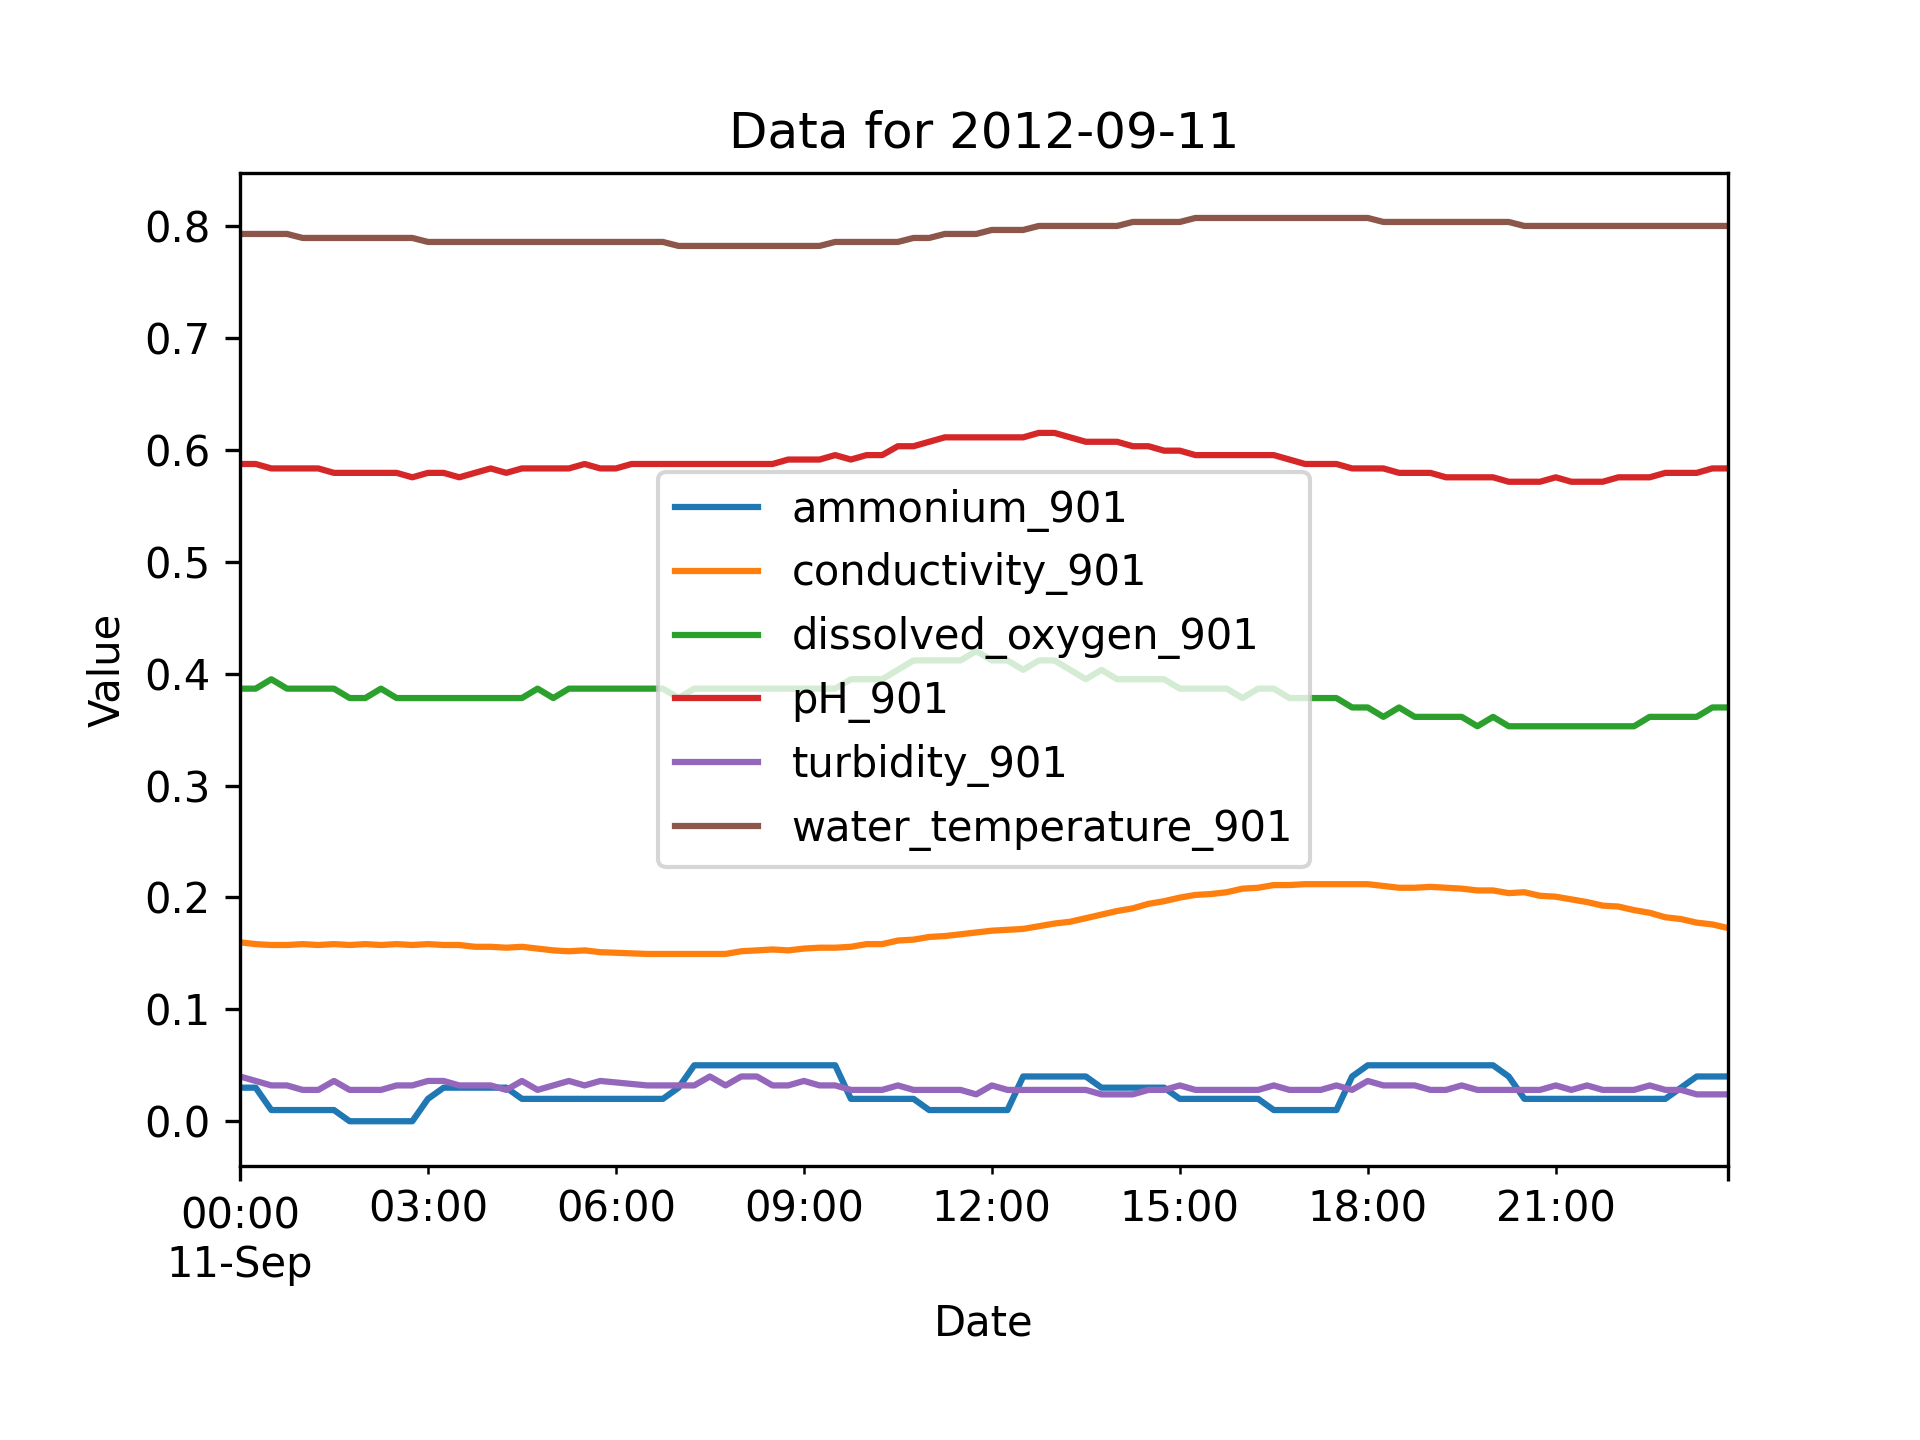 Data for 2012-09-11
0.8
0.7
0.6
0.5
0.4
0.3
0.2
0.1
0.0
Value
ammonium_901
conductivity_901
dissolved_oxygen_901
pH_901
turbidity_901
water_temperature_901
00:00 03:00 06:00 09:00 12:00 15:00 18:00 21:00
11-Sep
Date